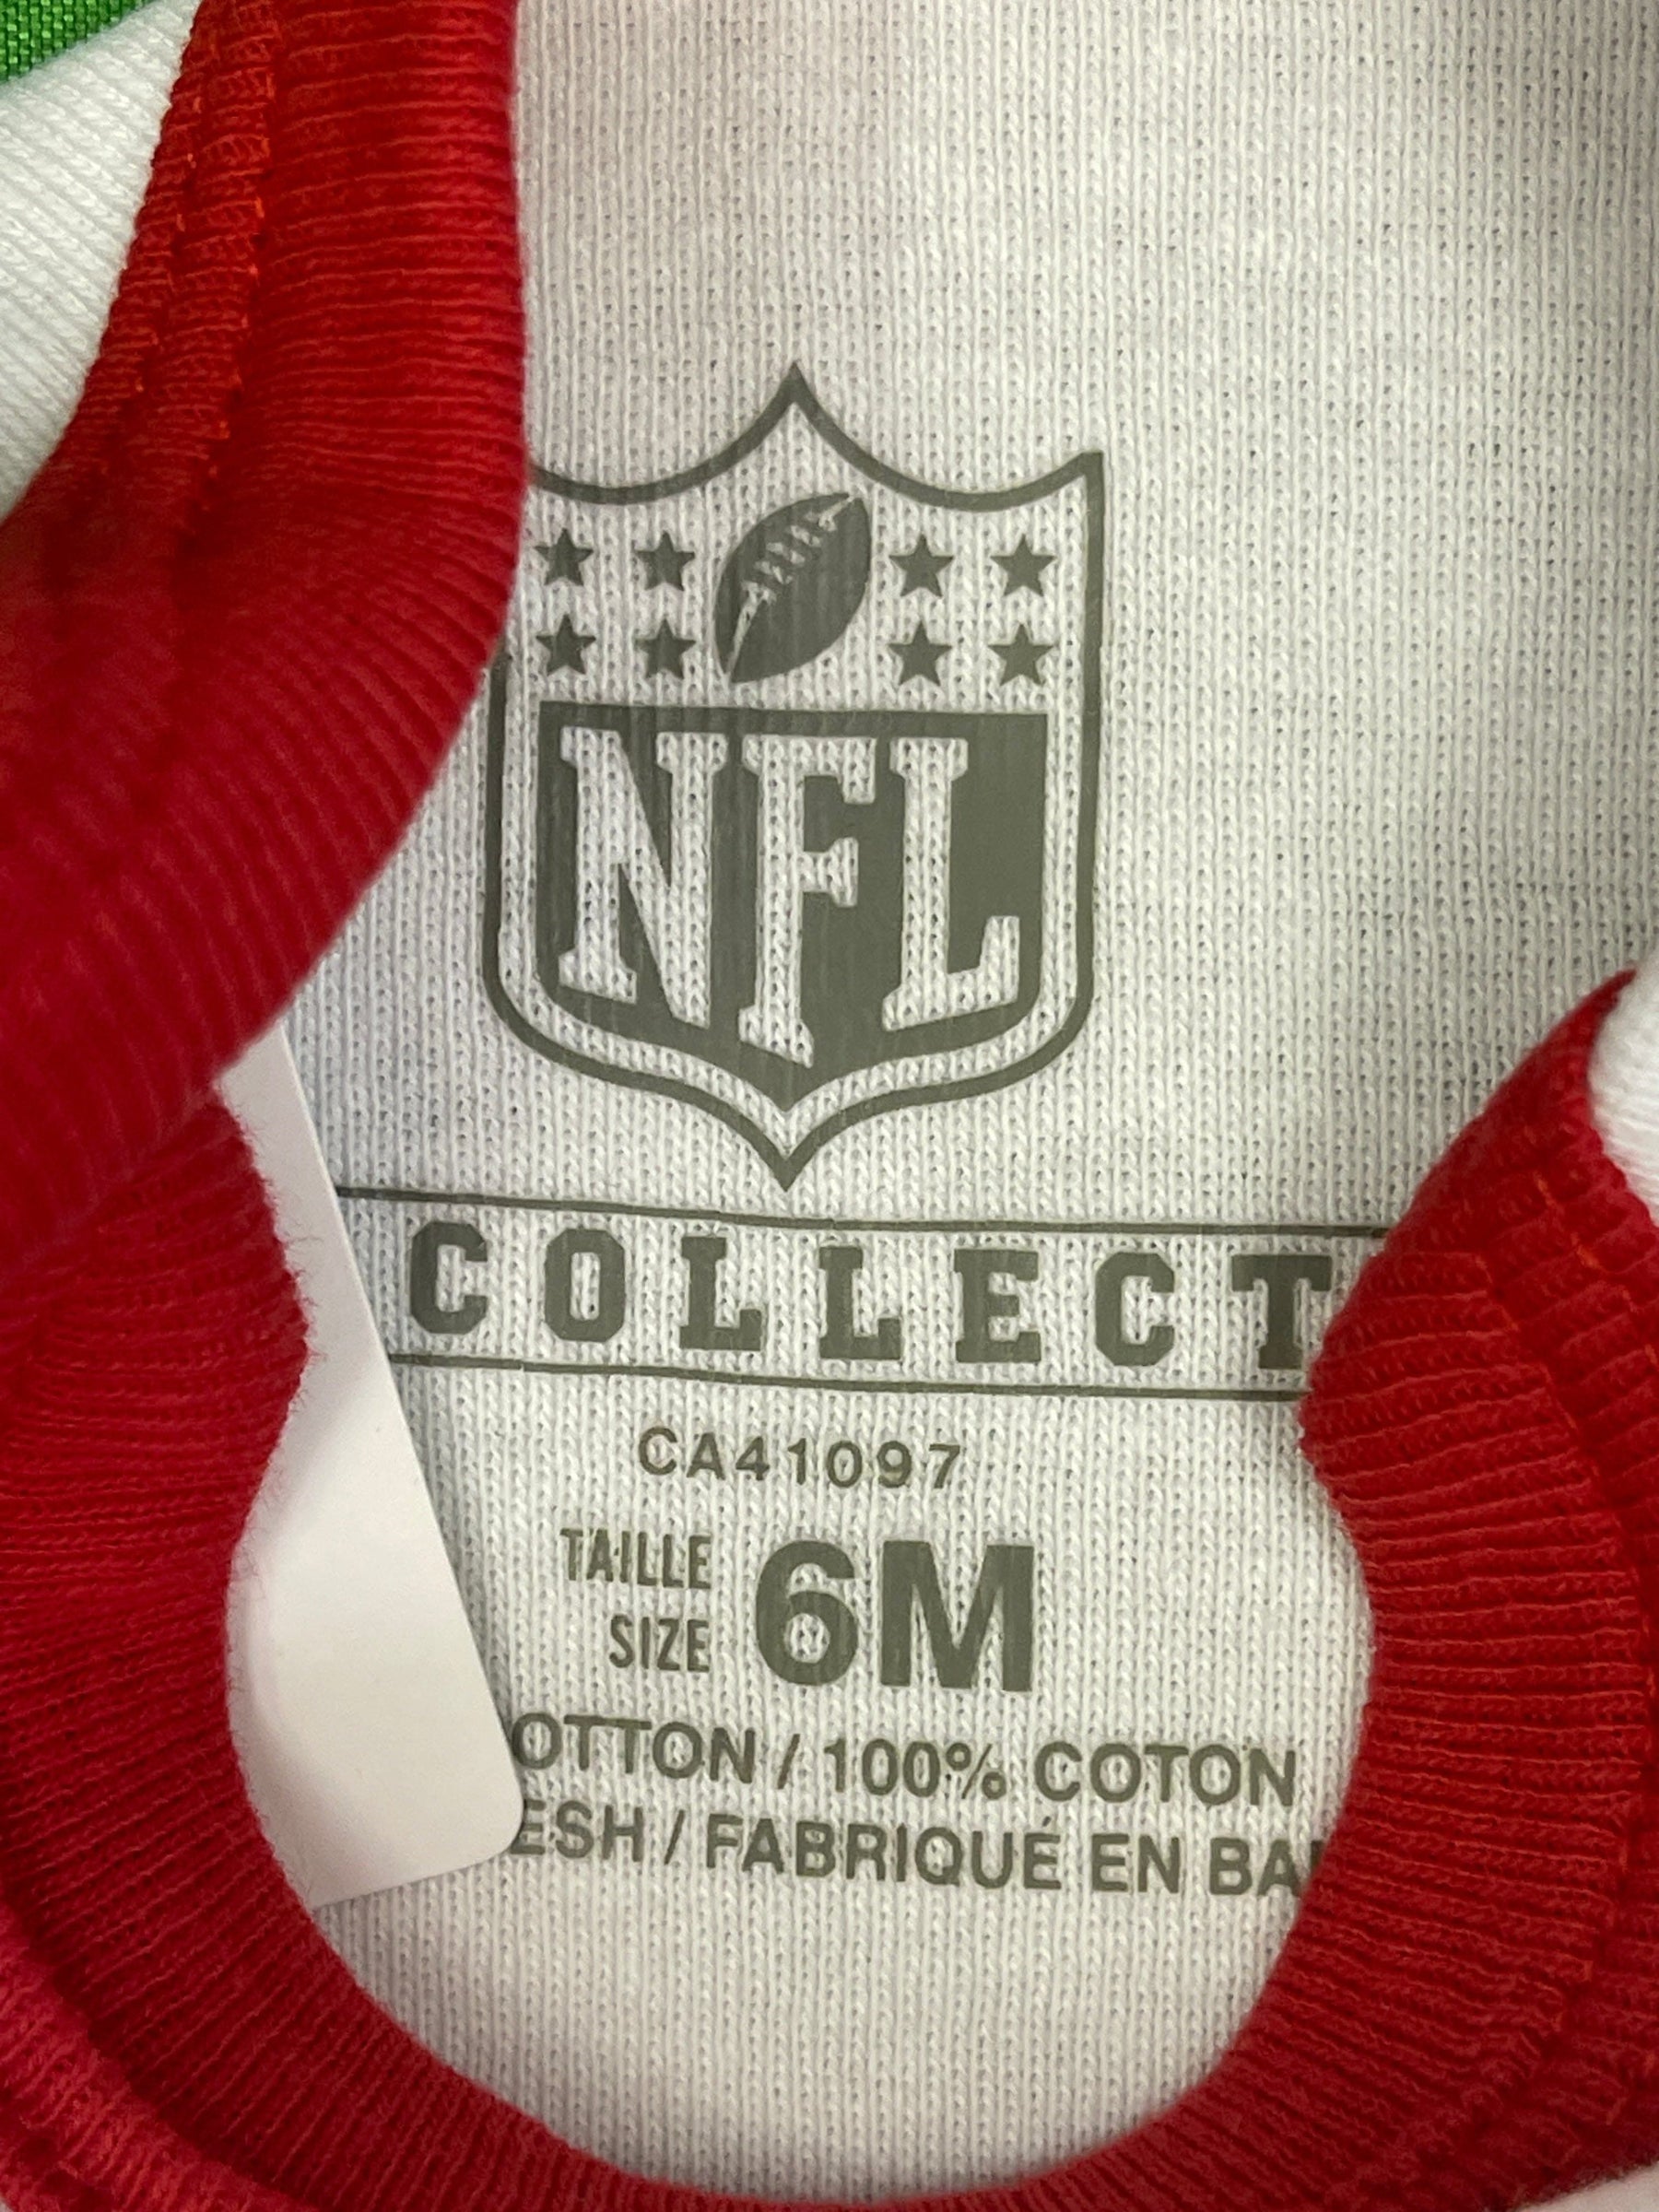 NFL
COLLECT
CA41097
TAILLE
SIZE 6M
OTTON / 100% COTON
ESH / FABRIQUÉ EN BA